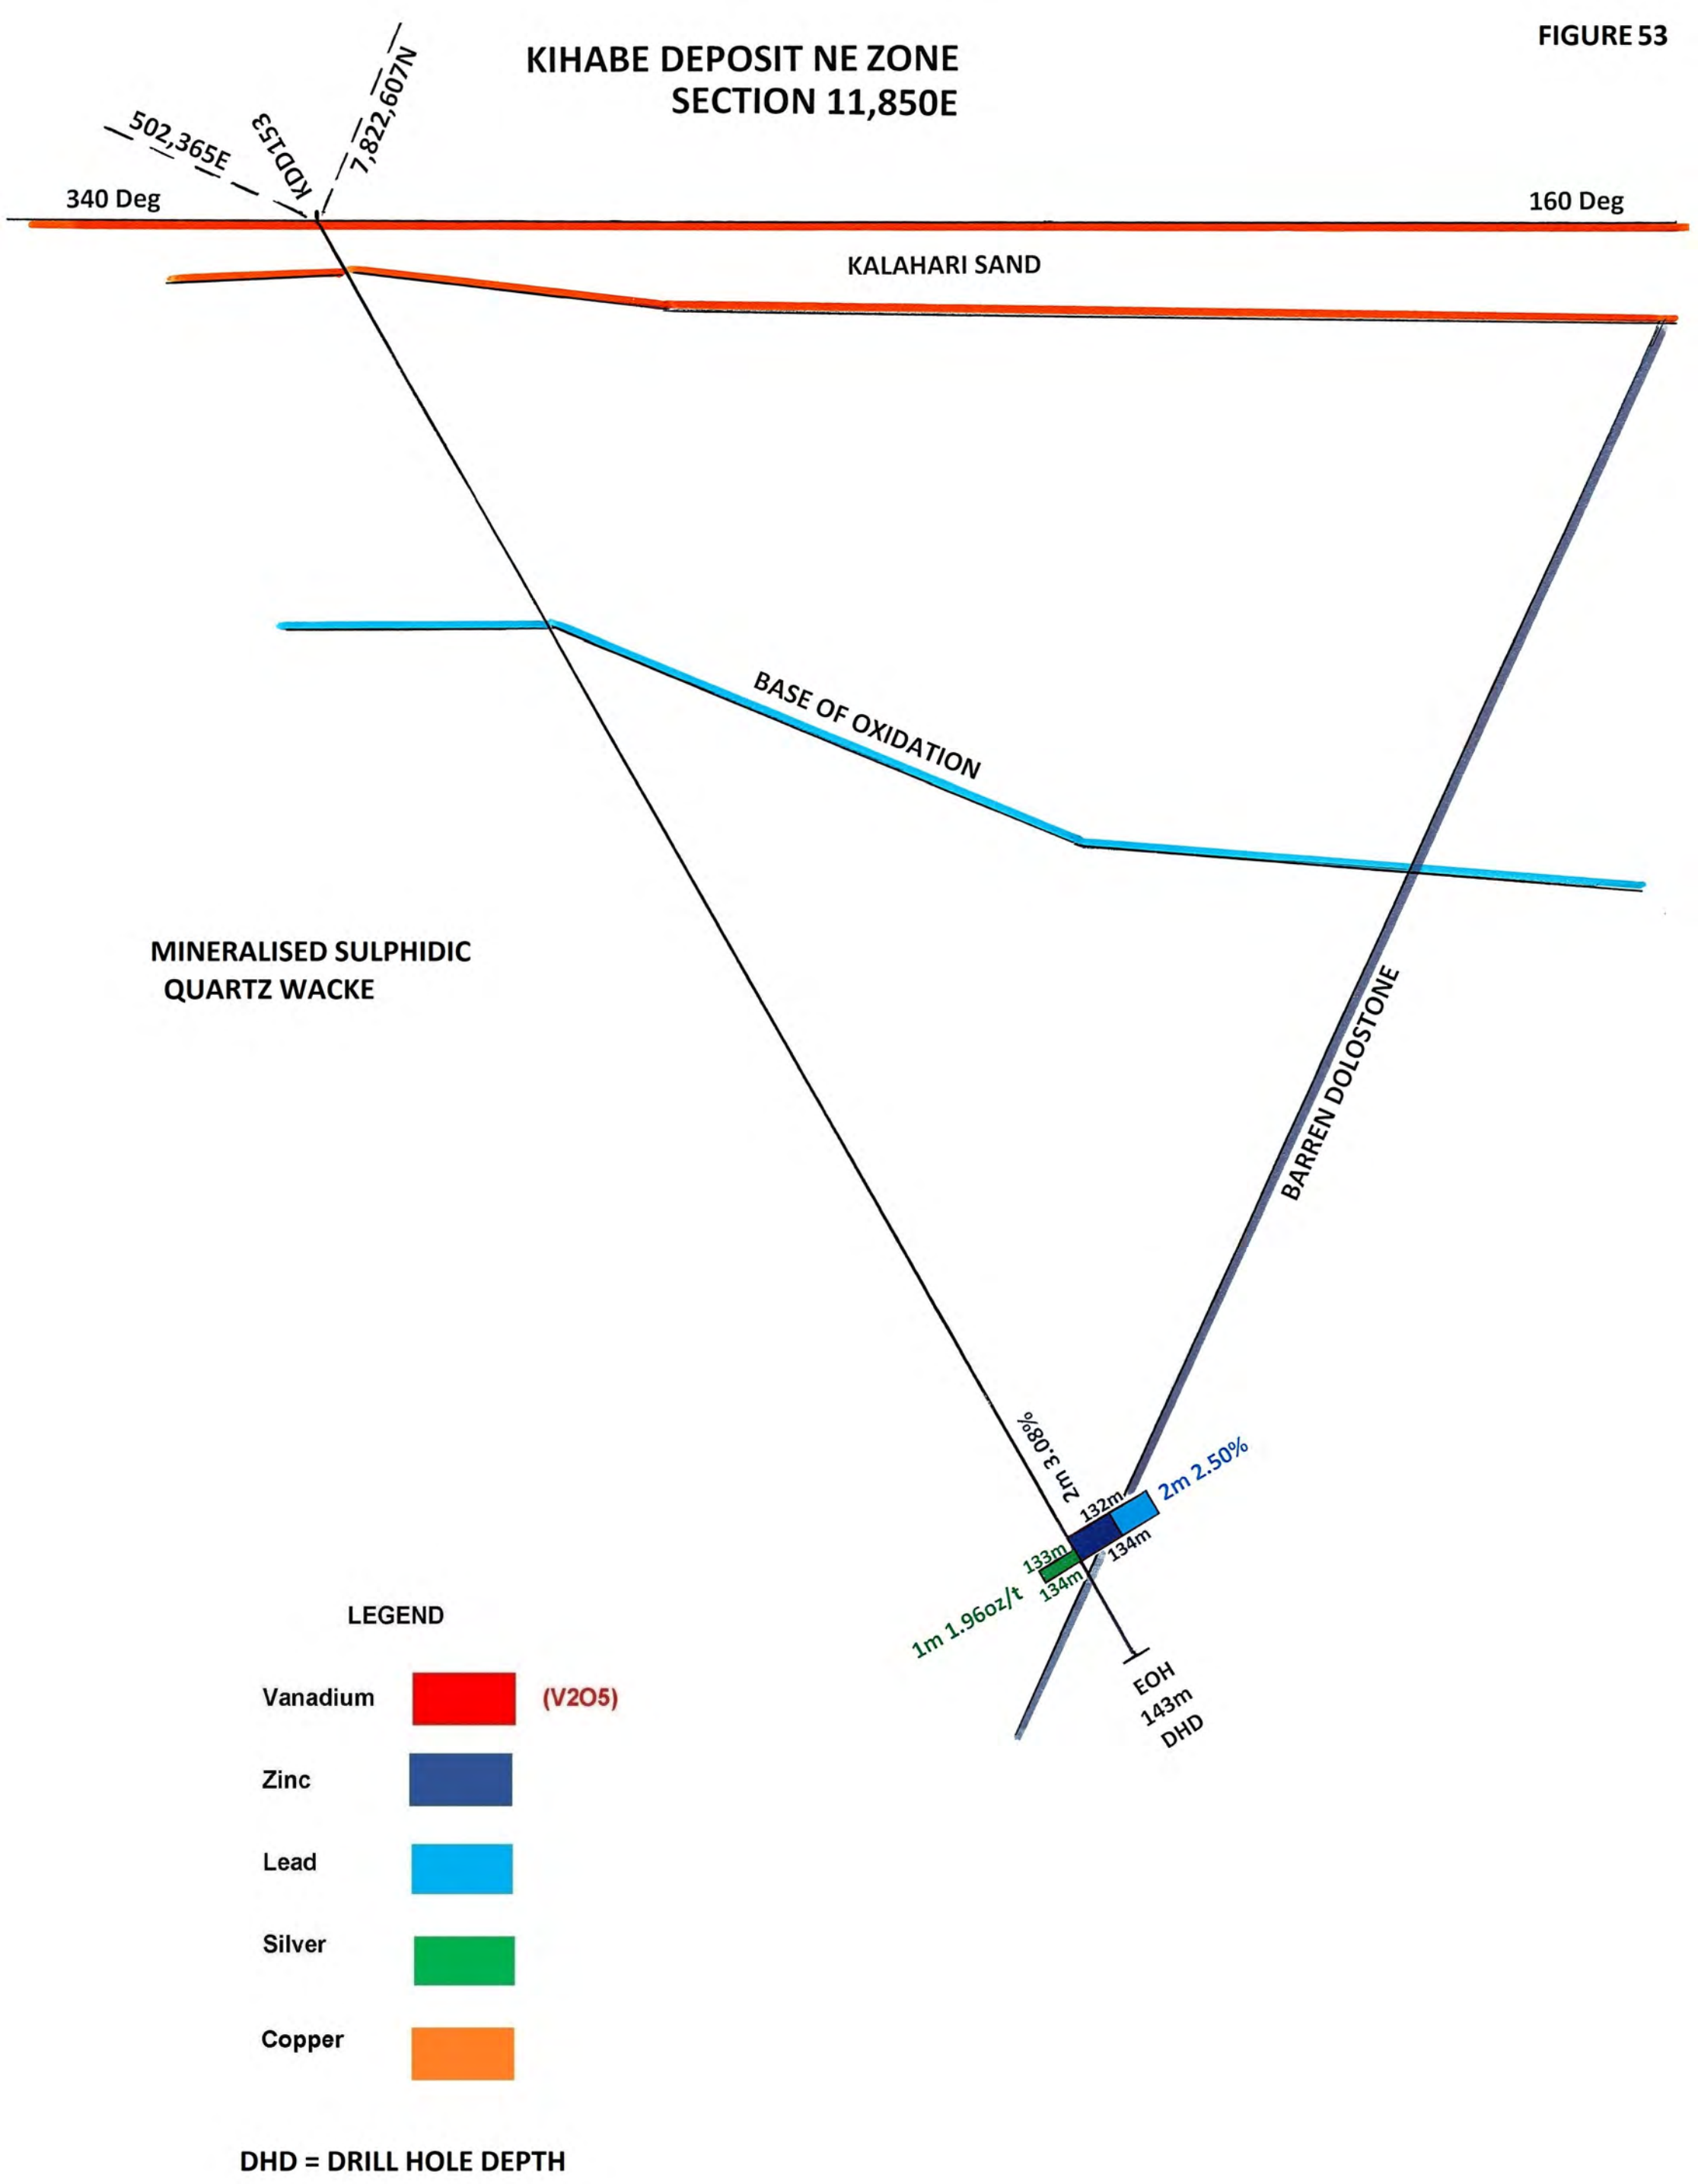 FIGURE 53
KIHABE DEPOSIT NE ZONE
SECTION 11,850E
502,365E
KDD153
7,822,607N
340 Deg
160 Deg
KALAHARI SAND
BASE OF OXIDATION
MINERALISED SULPHIDIC
QUARTZ WACKE
BARREN DOLOSTONE
2m 3.08%
132m
2m 2.50%
134m
133m
134m
1m 1.96oz/t
EOH
143m
DHD
LEGEND
Vanadium (V2O5)
Zinc
Lead
Silver
Copper
DHD = DRILL HOLE DEPTH